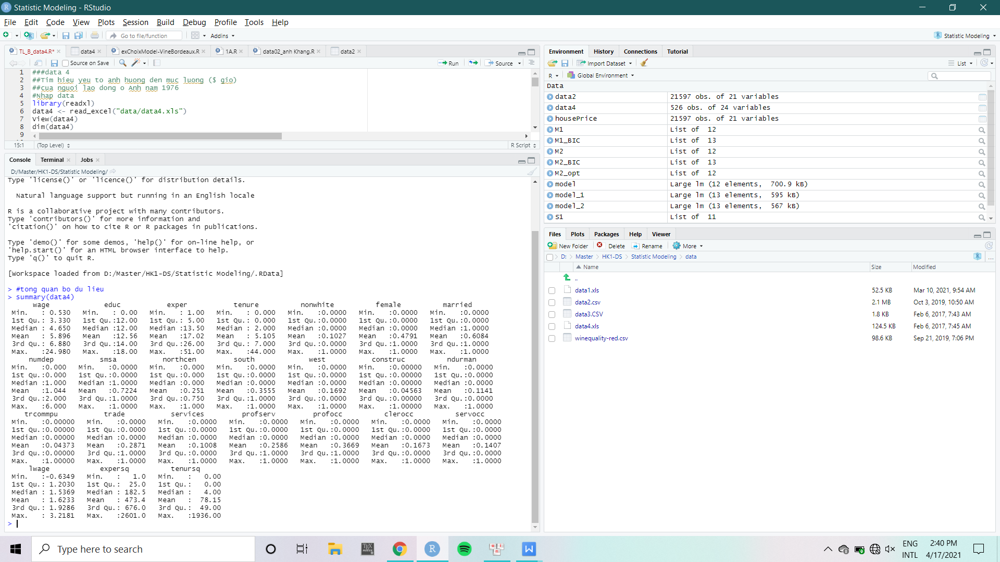 Statistic Modeling - RStudio
File Edit Code View Plots Session Build Debug Profile Tools Help
Go to file/function Addins Statistic Modeling
TL_B_data4.R* data4 exChoixModel-VineBordeaux.R 1A.R data02_anh Khang.R data2
Source on Save Run Source
1 ###data 4
2 ##Tim hieu yeu to anh huong den muc luong ($ gio)
3 ##cua nguoi lao dong o Anh nam 1976
4 #Nhap data
5 library(readxl)
6 data4 <- read_excel("data/data4.xls")
7 View(data4)
8 dim(data4)
9
15:1 (Top Level) R Script
Console Terminal Jobs
D:/Master/HK1-DS/Statistic Modeling/
Type 'license()' or 'licence()' for distribution details.
Natural language support but running in an English locale
R is a collaborative project with many contributors.
Type 'contributors()' for more information and
'citation()' on how to cite R or R packages in publications.
Type 'demo()' for some demos, 'help()' for on-line help, or
'help.start()' for an HTML browser interface to help.
Type 'q()' to quit R.
[Workspace loaded from D:/Master/HK1-DS/Statistic Modeling/.RData]
> #tong quan bo du lieu
> summary(data4)
wage educ exper tenure nonwhite female married
Min. : 0.530 Min. : 0.00 Min. : 1.00 Min. : 0.000 Min. :0.0000 Min. :0.0000 Min. :0.0000
1st Qu.: 3.330 1st Qu.:12.00 1st Qu.: 5.00 1st Qu.: 0.000 1st Qu.:0.0000 1st Qu.:0.0000 1st Qu.:0.0000
Median : 4.650 Median :12.00 Median :13.50 Median : 2.000 Median :0.0000 Median :0.0000 Median :1.0000
Mean : 5.896 Mean :12.56 Mean :17.02 Mean : 5.105 Mean :0.1027 Mean :0.4791 Mean :0.6084
3rd Qu.: 6.880 3rd Qu.:14.00 3rd Qu.:26.00 3rd Qu.: 7.000 3rd Qu.:0.0000 3rd Qu.:1.0000 3rd Qu.:1.0000
Max. :24.980 Max. :18.00 Max. :51.00 Max. :44.000 Max. :1.0000 Max. :1.0000 Max. :1.0000
numdep smsa northcen south west construc ndurman
Min. :0.000 Min. :0.0000 Min. :0.000 Min. :0.0000 Min. :0.0000 Min. :0.00000 Min. :0.0000
1st Qu.:0.000 1st Qu.:0.0000 1st Qu.:0.000 1st Qu.:0.0000 1st Qu.:0.0000 1st Qu.:0.00000 1st Qu.:0.0000
Median :1.000 Median :1.0000 Median :0.000 Median :0.0000 Median :0.0000 Median :0.00000 Median :0.0000
Mean :1.044 Mean :0.7224 Mean :0.251 Mean :0.3555 Mean :0.1692 Mean :0.04563 Mean :0.1141
3rd Qu.:2.000 3rd Qu.:1.0000 3rd Qu.:0.750 3rd Qu.:1.0000 3rd Qu.:0.0000 3rd Qu.:0.00000 3rd Qu.:0.0000
Max. :6.000 Max. :1.0000 Max. :1.000 Max. :1.0000 Max. :1.0000 Max. :1.00000 Max. :1.0000
trcommpu trade services profserv profocc clerocc servocc
Min. :0.00000 Min. :0.0000 Min. :0.0000 Min. :0.0000 Min. :0.0000 Min. :0.0000 Min. :0.0000
1st Qu.:0.00000 1st Qu.:0.0000 1st Qu.:0.0000 1st Qu.:0.0000 1st Qu.:0.0000 1st Qu.:0.0000 1st Qu.:0.0000
Median :0.00000 Median :0.0000 Median :0.0000 Median :0.0000 Median :0.0000 Median :0.0000 Median :0.0000
Mean :0.04373 Mean :0.2871 Mean :0.1008 Mean :0.2586 Mean :0.3669 Mean :0.1673 Mean :0.1407
3rd Qu.:0.00000 3rd Qu.:1.0000 3rd Qu.:0.0000 3rd Qu.:1.0000 3rd Qu.:1.0000 3rd Qu.:0.0000 3rd Qu.:0.0000
Max. :1.00000 Max. :1.0000 Max. :1.0000 Max. :1.0000 Max. :1.0000 Max. :1.0000 Max. :1.0000
lwage expersq tenursq
Min. :-0.6349 Min. : 1.0 Min. : 0.00
1st Qu.: 1.2030 1st Qu.: 25.0 1st Qu.: 0.00
Median : 1.5369 Median : 182.5 Median : 4.00
Mean : 1.6233 Mean : 473.4 Mean : 78.15
3rd Qu.: 1.9286 3rd Qu.: 676.0 3rd Qu.: 49.00
Max. : 3.2181 Max. :2601.0 Max. :1936.00
>
Environment History Connections Tutorial
Import Dataset List
R Global Environment
Data
data2 21597 obs. of 21 variables
data4 526 obs. of 24 variables
housePrice 21597 obs. of 21 variables
M1 List of 12
M1_BIC List of 13
M2 List of 12
M2_BIC List of 13
M2_opt List of 12
model Large lm (12 elements, 700.9 kB)
model_1 Large lm (13 elements, 595 kB)
model_2 Large lm (13 elements, 567 kB)
S1 List of 11
Files Plots Packages Help Viewer
New Folder Delete Rename More
D: > Master > HK1-DS > Statistic Modeling > data ...
Name Size Modified
..
data1.xls 52.5 KB Mar 10, 2021, 9:54 AM
data2.csv 2.1 MB Oct 3, 2019, 10:50 AM
data3.CSV 1.8 KB Feb 6, 2017, 7:43 AM
data4.xls 124.5 KB Feb 6, 2017, 7:45 AM
winequality-red.csv 98.6 KB Sep 21, 2019, 7:06 PM
Type here to search
ENG 2:40 PM
INTL 4/17/2021